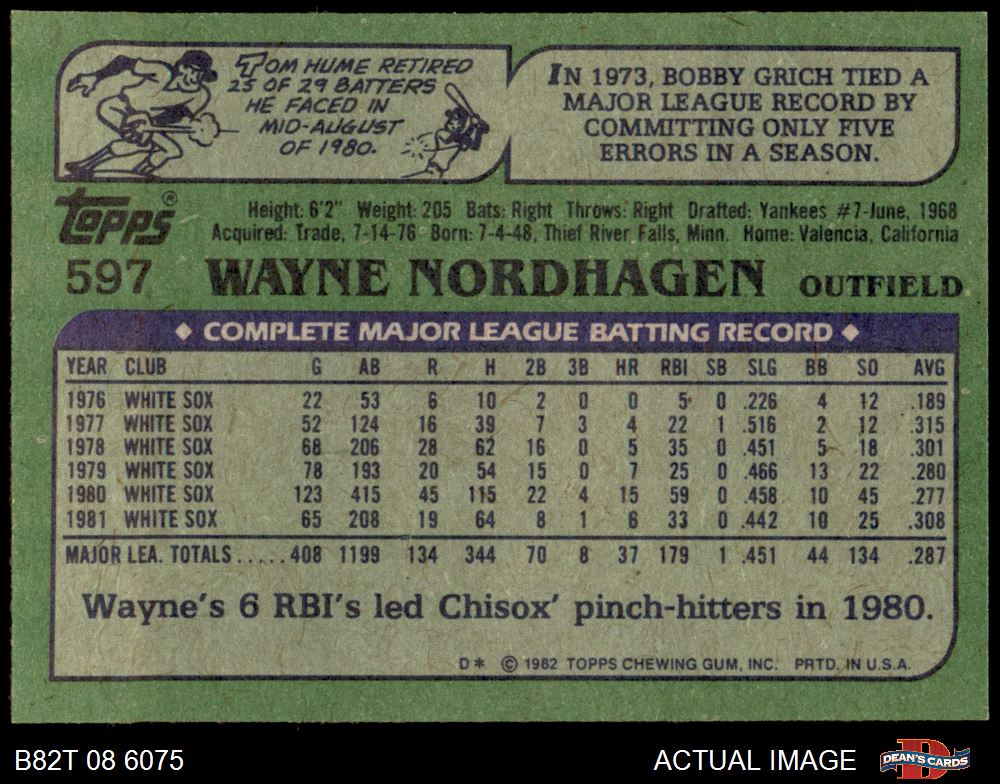 TOM HUME RETIRED
25 OF 29 BATTERS
HE FACED IN
MID-AUGUST
OF 1980.
IN 1973, BOBBY GRICH TIED A
MAJOR LEAGUE RECORD BY
COMMITTING ONLY FIVE
ERRORS IN A SEASON.
TOPPS®
Height: 6'2" Weight: 205 Bats: Right Throws: Right Drafted: Yankees #7-June, 1968
Acquired: Trade, 7-14-76 Born: 7-4-48, Thief River Falls, Minn. Home: Valencia, California
597 WAYNE NORDHAGEN OUTFIELD
◆ COMPLETE MAJOR LEAGUE BATTING RECORD ◆
YEAR CLUB G AB R H 2B 3B HR RBI SB SLG BB SO AVG
1976 WHITE SOX 22 53 6 10 2 0 0 5 0 .226 4 12 .189
1977 WHITE SOX 52 124 16 39 7 3 4 22 1 .516 2 12 .315
1978 WHITE SOX 68 206 28 62 16 0 5 35 0 .451 5 18 .301
1979 WHITE SOX 78 193 20 54 15 0 7 25 0 .466 13 22 .280
1980 WHITE SOX 123 415 45 115 22 4 15 59 0 .458 10 45 .277
1981 WHITE SOX 65 208 19 64 8 1 6 33 0 .442 10 25 .308
MAJOR LEA. TOTALS.....408 1199 134 344 70 8 37 179 1 .451 44 134 .287
Wayne's 6 RBI's led Chisox' pinch-hitters in 1980.
D* © 1982 TOPPS CHEWING GUM, INC. PRTD. IN U.S.A.
B82T 08 6075
ACTUAL IMAGE
D
DEAN'S CARDS